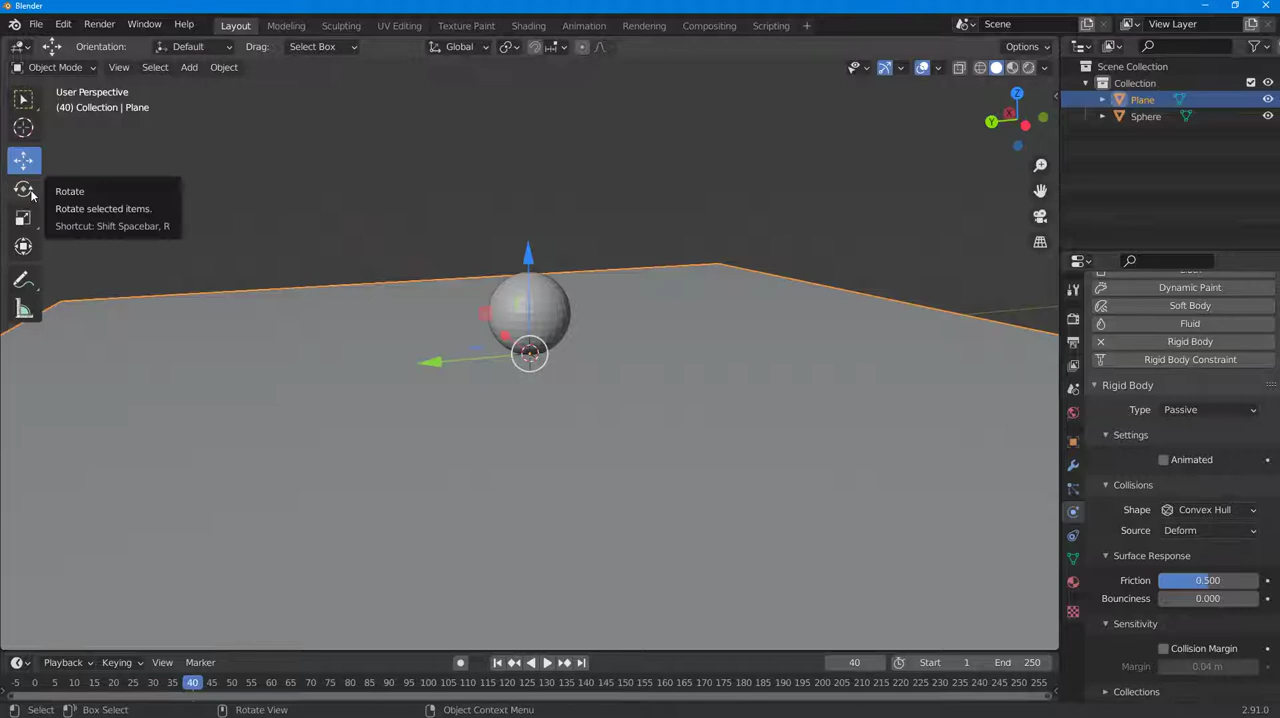 Blender
File Edit Render Window Help Layout Modeling Sculpting UV Editing Texture Paint Shading Animation Rendering Compositing Scripting + Scene View Layer
Orientation: Default Drag: Select Box Global Options
Object Mode View Select Add Object
User Perspective
(40) Collection | Plane
Rotate
Rotate selected items.
Shortcut: Shift Spacebar, R
Z
Y
X
Scene Collection
Collection
Plane
Sphere
Dynamic Paint
Soft Body
Fluid
Rigid Body
Rigid Body Constraint
Rigid Body
Type Passive
Settings
Animated
Collisions
Shape Convex Hull
Source Deform
Surface Response
Friction 0.500
Bounciness 0.000
Sensitivity
Collision Margin
Margin 0.04 m
Collections
Playback Keying View Marker 40 Start 1 End 250
-5 0 5 10 15 20 25 30 35 40 45 50 55 60 65 70 75 80 85 90 95 100 105 110 115 120 125 130 135 140 145 150 155 160 165 170 175 180 185 190 195 200 205 210 215 220 225 230 235 240 245 250 255
Select Box Select Rotate View Object Context Menu 2.91.0